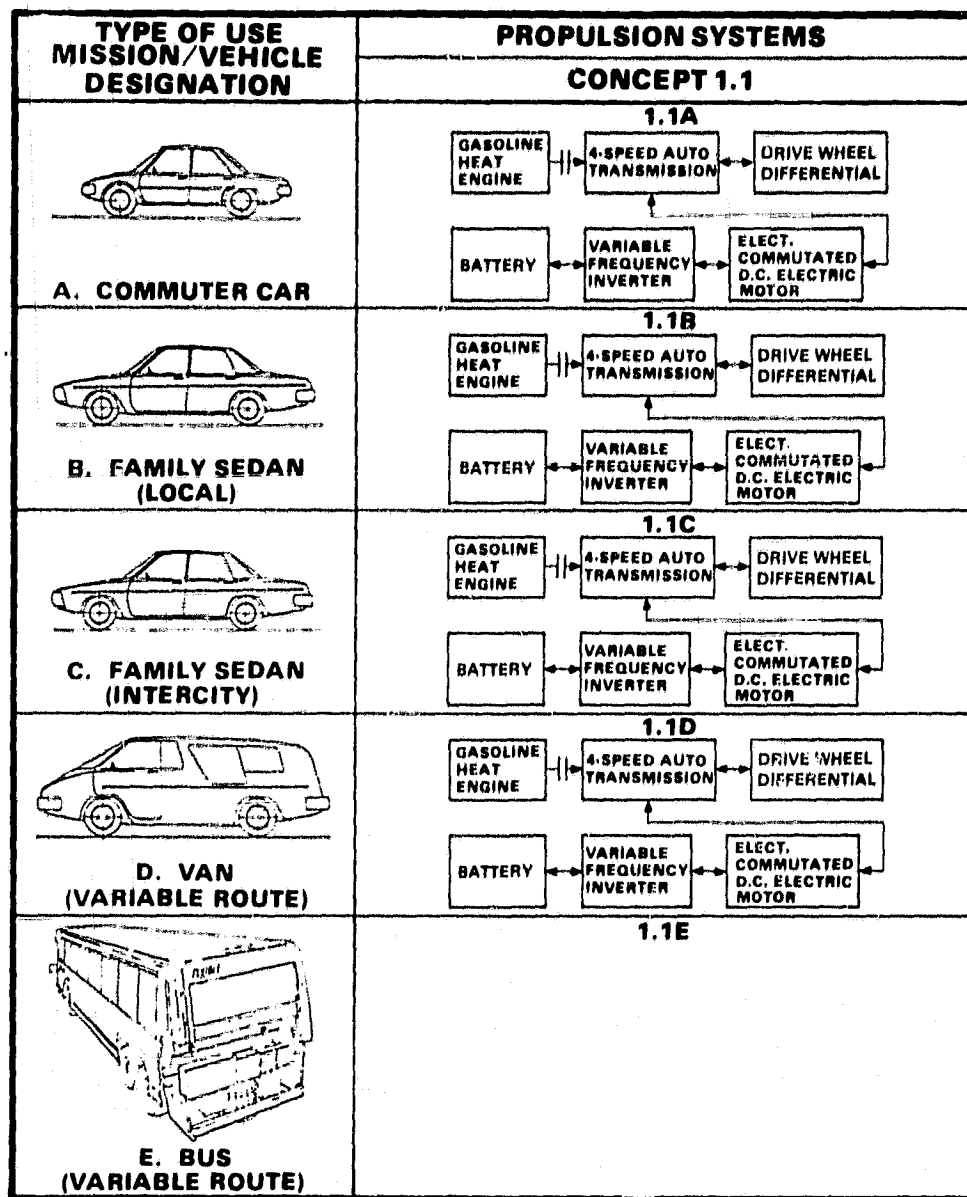 TYPE OF USE
MISSION/VEHICLE
DESIGNATION
PROPULSION SYSTEMS
CONCEPT 1.1
A. COMMUTER CAR
1.1A
GASOLINE
HEAT
ENGINE
4-SPEED AUTO
TRANSMISSION
DRIVE WHEEL
DIFFERENTIAL
BATTERY
VARIABLE
FREQUENCY
INVERTER
ELECT.
COMMUTATED
D.C. ELECTRIC
MOTOR
B. FAMILY SEDAN
(LOCAL)
1.1B
GASOLINE
HEAT
ENGINE
4-SPEED AUTO
TRANSMISSION
DRIVE WHEEL
DIFFERENTIAL
BATTERY
VARIABLE
FREQUENCY
INVERTER
ELECT.
COMMUTATED
D.C. ELECTRIC
MOTOR
C. FAMILY SEDAN
(INTERCITY)
1.1C
GASOLINE
HEAT
ENGINE
4-SPEED AUTO
TRANSMISSION
DRIVE WHEEL
DIFFERENTIAL
BATTERY
VARIABLE
FREQUENCY
INVERTER
ELECT.
COMMUTATED
D.C. ELECTRIC
MOTOR
D. VAN
(VARIABLE ROUTE)
1.1D
GASOLINE
HEAT
ENGINE
4-SPEED AUTO
TRANSMISSION
DRIVE WHEEL
DIFFERENTIAL
BATTERY
VARIABLE
FREQUENCY
INVERTER
ELECT.
COMMUTATED
D.C. ELECTRIC
MOTOR
E. BUS
(VARIABLE ROUTE)
1.1E